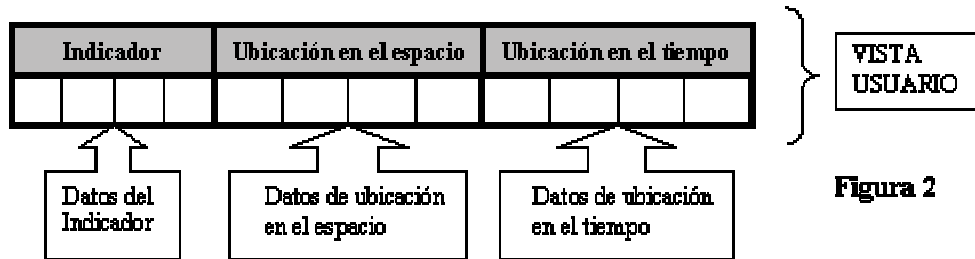 Indicador
Ubicación en el espacio
Ubicación en el tiempo
VISTA
USUARIO
Datos del
Indicador
Datos de ubicación
en el espacio
Datos de ubicación
en el tiempo
Figura 2